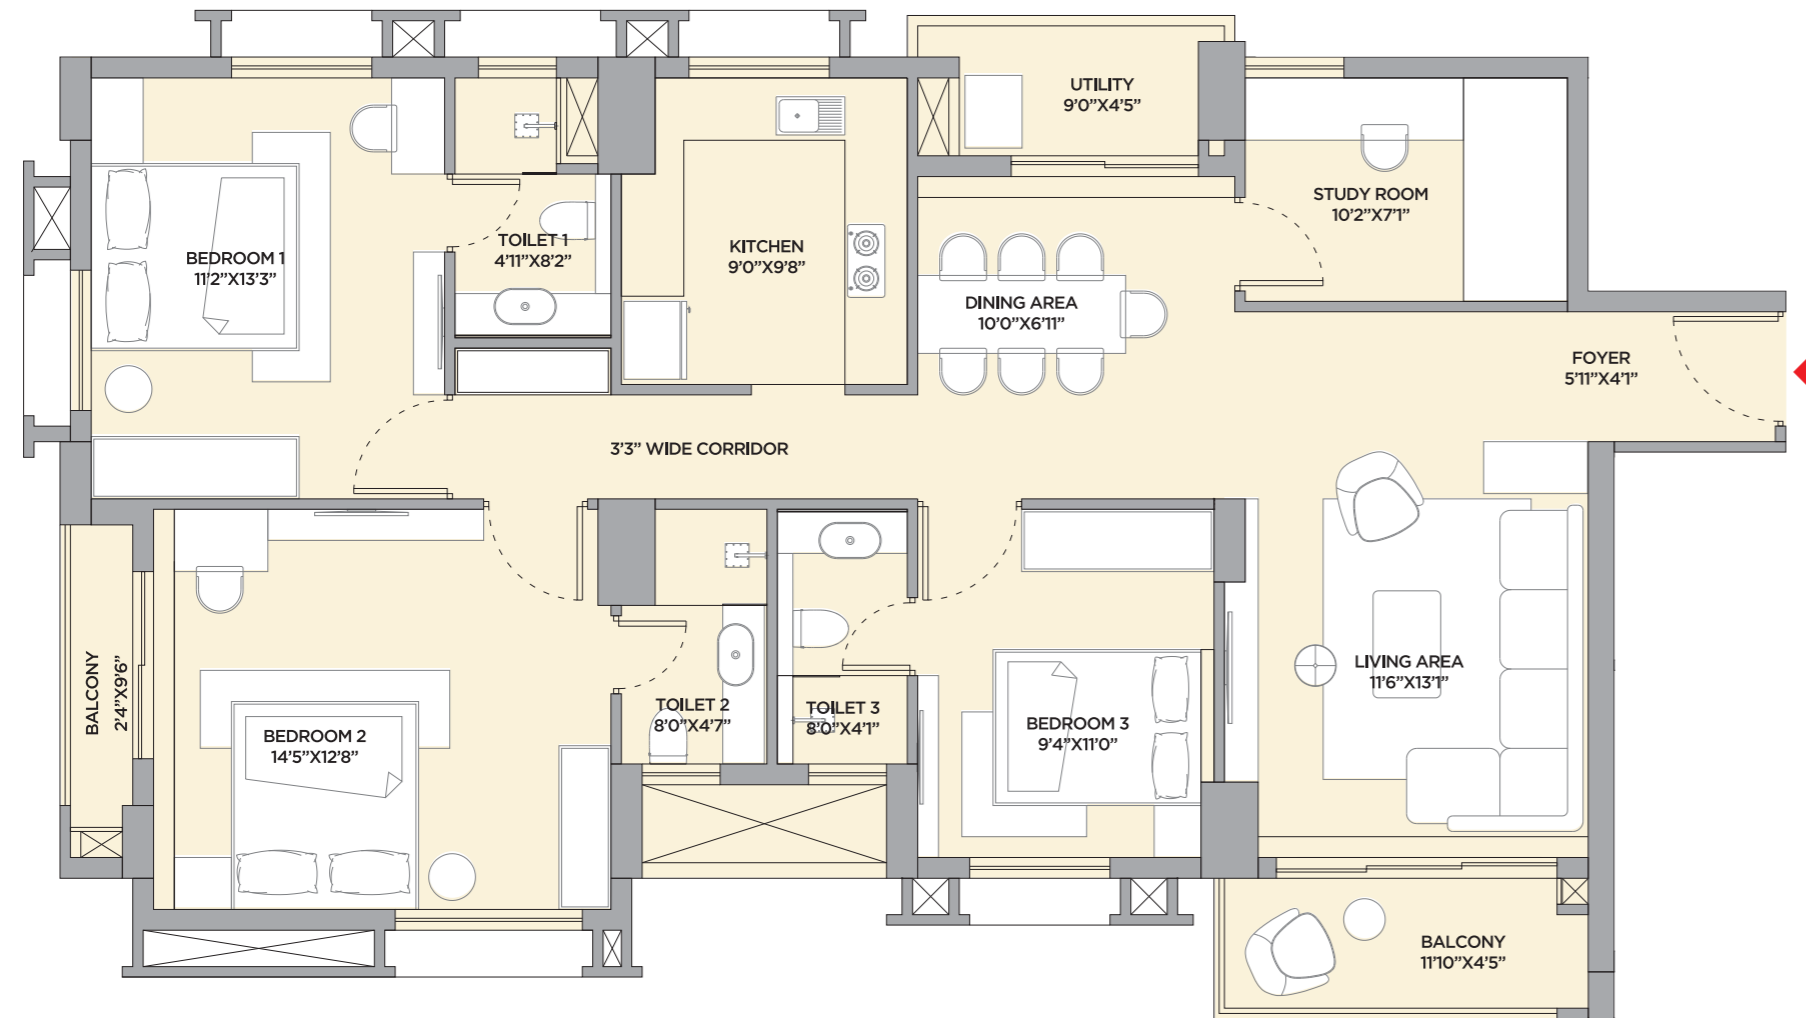 UTILITY
9'0”X4'5”
STUDY ROOM
10'2”X7'1”
BEDROOM 1
11'2”X13'3”
TOILET 1
4'11”X8'2”
KITCHEN
9'0”X9'8”
DINING AREA
10'0”X6'11”
FOYER
5'11”X4'1”
3'3” WIDE CORRIDOR
BALCONY
2'4”X9'6”
BEDROOM 2
14'5”X12'8”
TOILET 2
8'0”X4'7”
TOILET 3
8'0”X4'1”
BEDROOM 3
9'4”X11'0”
LIVING AREA
11'6”X13'1”
BALCONY
11'10”X4'5”